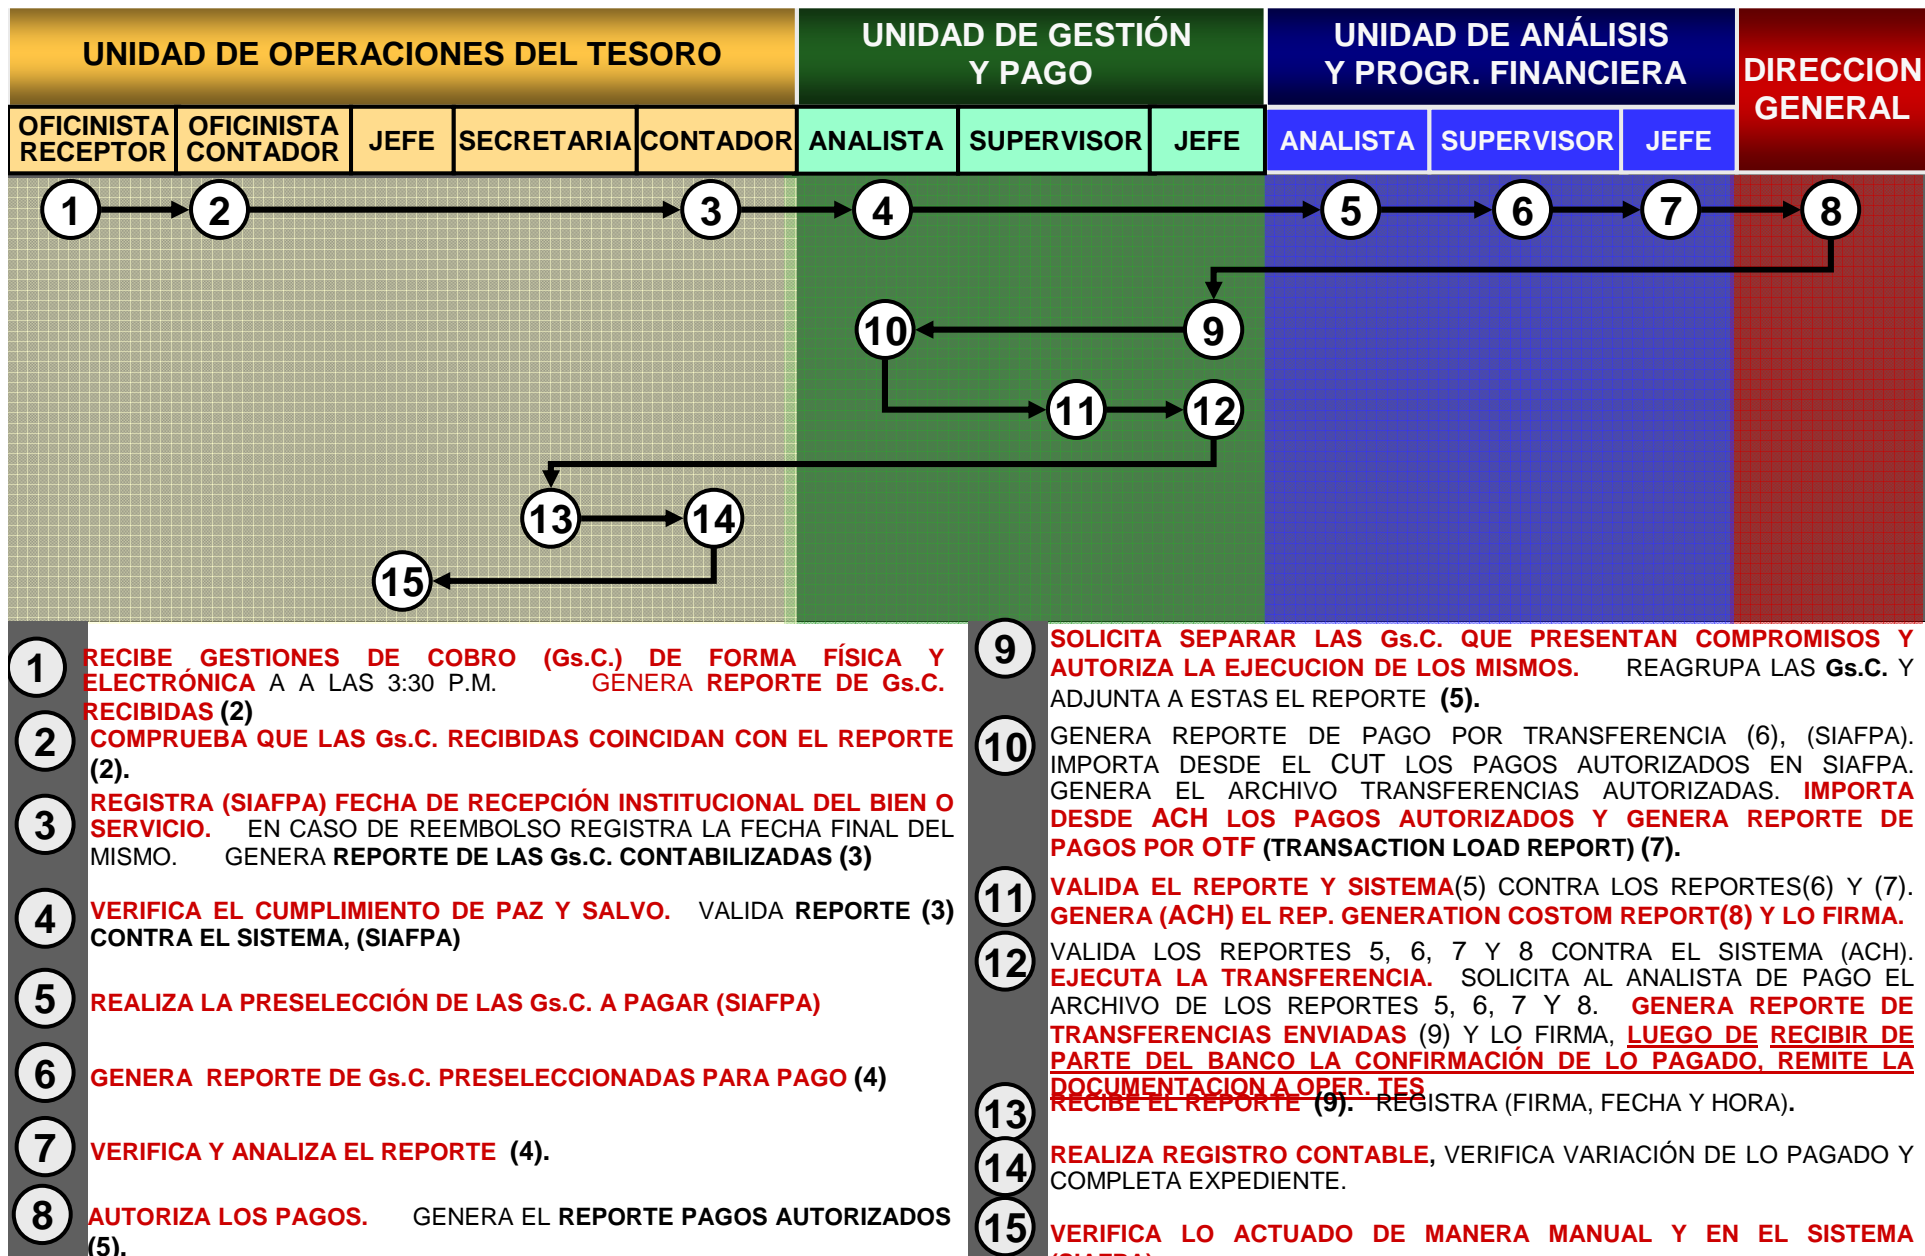 UNIDAD DE OPERACIONES DEL TESORO
UNIDAD DE GESTIÓN
Y PAGO
UNIDAD DE ANÁLISIS
Y PROGR. FINANCIERA
DIRECCION
GENERAL
OFICINISTA
RECEPTOR
OFICINISTA
CONTADOR
JEFE
SECRETARIA
CONTADOR
ANALISTA
SUPERVISOR
JEFE
ANALISTA
SUPERVISOR
JEFE
1
2
3
4
5
6
7
8
10
9
11
12
13
14
15
1
RECIBE GESTIONES DE COBRO (Gs.C.) DE FORMA FÍSICA Y
ELECTRÓNICA A A LAS 3:30 P.M. GENERA REPORTE DE Gs.C.
RECIBIDAS (2)
2
COMPRUEBA QUE LAS Gs.C. RECIBIDAS COINCIDAN CON EL REPORTE
(2).
3
REGISTRA (SIAFPA) FECHA DE RECEPCIÓN INSTITUCIONAL DEL BIEN O
SERVICIO. EN CASO DE REEMBOLSO REGISTRA LA FECHA FINAL DEL
MISMO. GENERA REPORTE DE LAS Gs.C. CONTABILIZADAS (3)
4
VERIFICA EL CUMPLIMIENTO DE PAZ Y SALVO. VALIDA REPORTE (3)
CONTRA EL SISTEMA, (SIAFPA)
5
REALIZA LA PRESELECCIÓN DE LAS Gs.C. A PAGAR (SIAFPA)
6
GENERA REPORTE DE Gs.C. PRESELECCIONADAS PARA PAGO (4)
7
VERIFICA Y ANALIZA EL REPORTE (4).
8
AUTORIZA LOS PAGOS. GENERA EL REPORTE PAGOS AUTORIZADOS
(5).
9
SOLICITA SEPARAR LAS Gs.C. QUE PRESENTAN COMPROMISOS Y
AUTORIZA LA EJECUCION DE LOS MISMOS. REAGRUPA LAS Gs.C. Y
ADJUNTA A ESTAS EL REPORTE (5).
10
GENERA REPORTE DE PAGO POR TRANSFERENCIA (6), (SIAFPA).
IMPORTA DESDE EL CUT LOS PAGOS AUTORIZADOS EN SIAFPA.
GENERA EL ARCHIVO TRANSFERENCIAS AUTORIZADAS. IMPORTA
DESDE ACH LOS PAGOS AUTORIZADOS Y GENERA REPORTE DE
PAGOS POR OTF (TRANSACTION LOAD REPORT) (7).
11
VALIDA EL REPORTE Y SISTEMA(5) CONTRA LOS REPORTES(6) Y (7).
GENERA (ACH) EL REP. GENERATION COSTOM REPORT(8) Y LO FIRMA.
12
VALIDA LOS REPORTES 5, 6, 7 Y 8 CONTRA EL SISTEMA (ACH).
EJECUTA LA TRANSFERENCIA. SOLICITA AL ANALISTA DE PAGO EL
ARCHIVO DE LOS REPORTES 5, 6, 7 Y 8. GENERA REPORTE DE
TRANSFERENCIAS ENVIADAS (9) Y LO FIRMA, LUEGO DE RECIBIR DE
PARTE DEL BANCO LA CONFIRMACIÓN DE LO PAGADO, REMITE LA
DOCUMENTACION A OPER. TES
13
RECIBE EL REPORTE (9). REGISTRA (FIRMA, FECHA Y HORA).
14
REALIZA REGISTRO CONTABLE, VERIFICA VARIACIÓN DE LO PAGADO Y
COMPLETA EXPEDIENTE.
15
VERIFICA LO ACTUADO DE MANERA MANUAL Y EN EL SISTEMA
(SIAFPA)